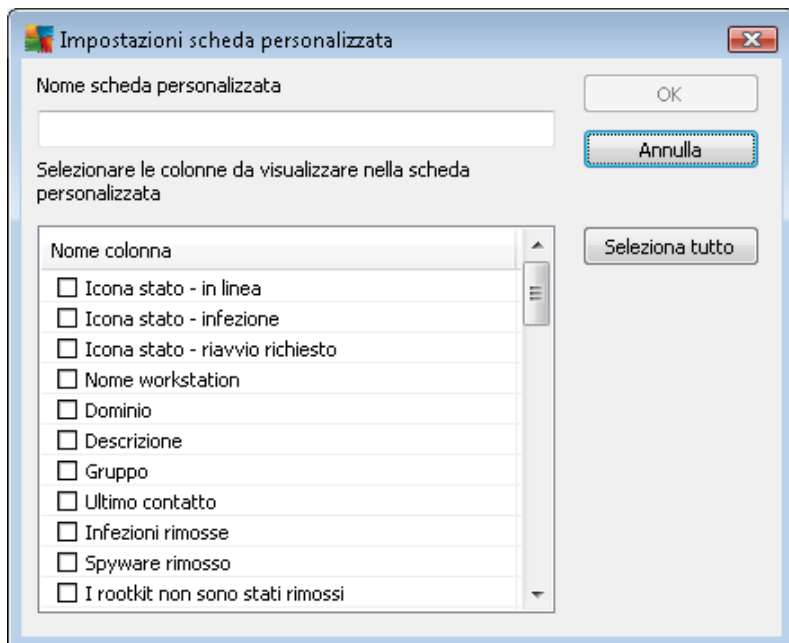 Impostazioni scheda personalizzata
Nome scheda personalizzata
OK
Annulla
Selezionare le colonne da visualizzare nella scheda
personalizzata
Seleziona tutto
Nome colonna
Icona stato - in linea
Icona stato - infezione
Icona stato - riavvio richiesto
Nome workstation
Dominio
Descrizione
Gruppo
Ultimo contatto
Infezioni rimosse
Spyware rimosso
I rootkit non sono stati rimossi